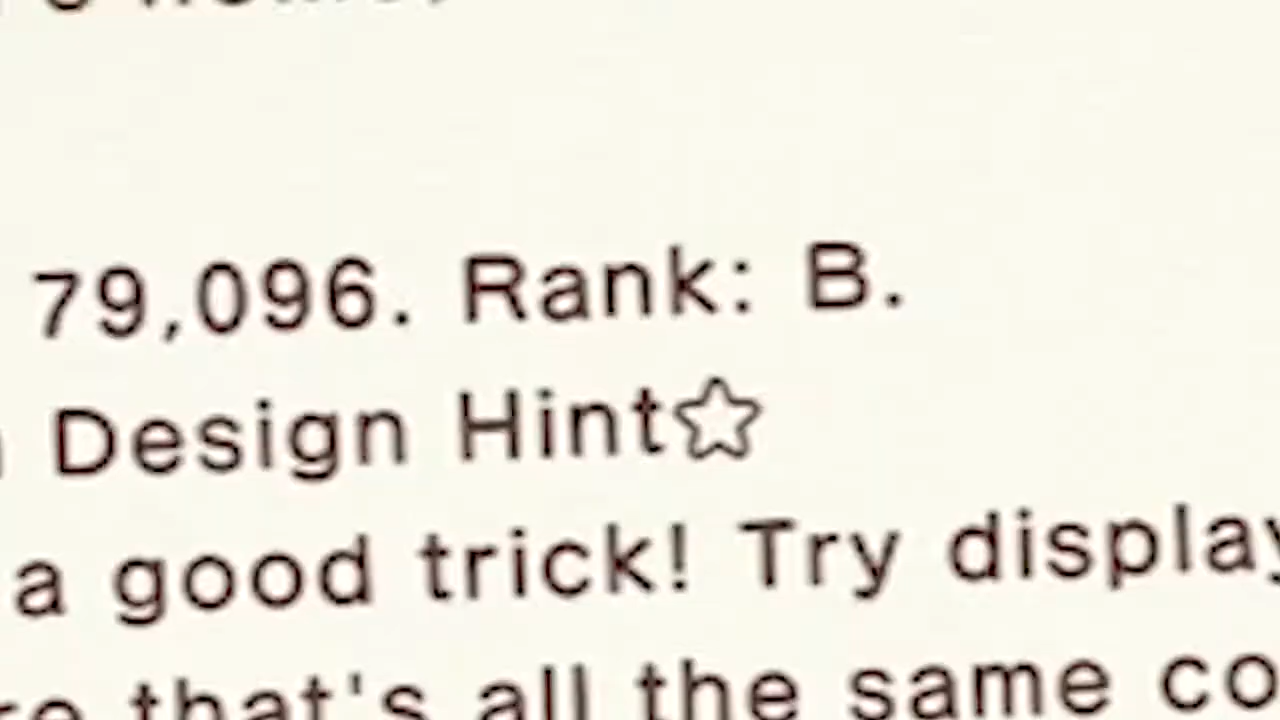 79,096. Rank: B.
Design Hint☆
a good trick! Try display
that's all the same co